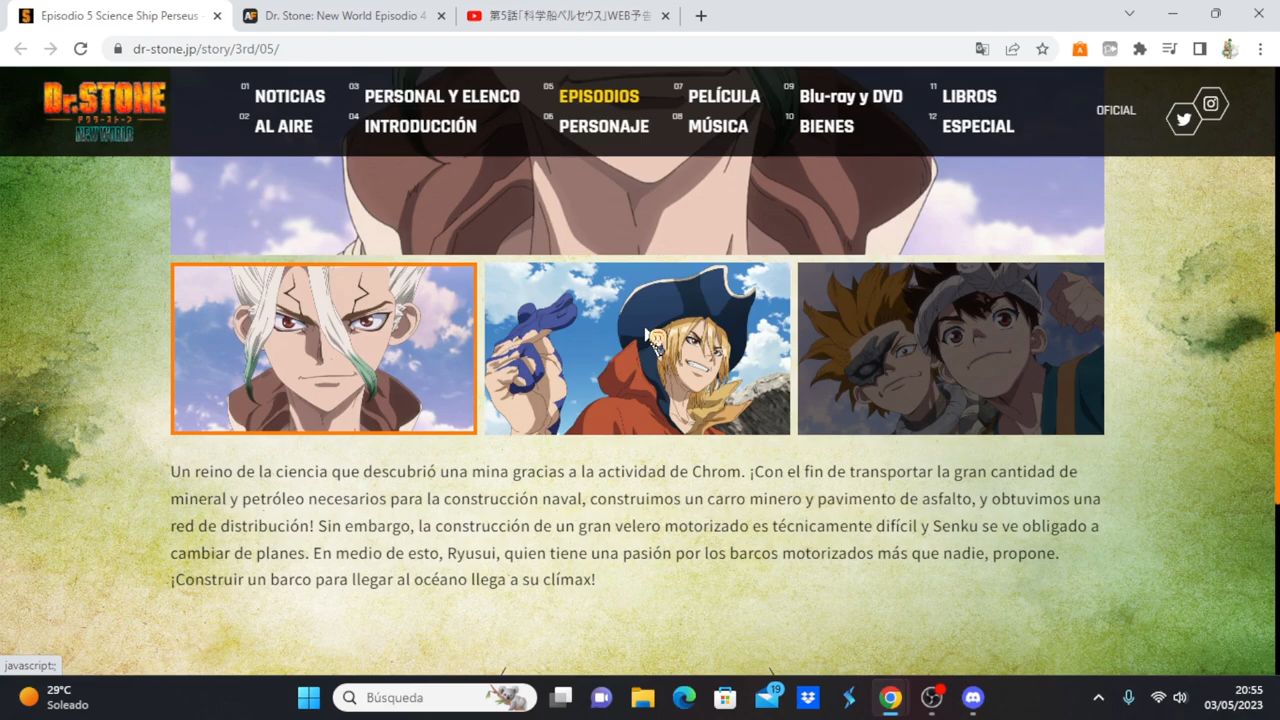 Episodio 5 Science Ship Perseus -
Dr. Stone: New World Episodio 4
第5話「科学船ペルセウス」WEB予告
dr-stone.jp/story/3rd/05/
Dr.STONE
ドクターストーン
NEW WORLD
01 NOTICIAS
03 PERSONAL Y ELENCO
05 EPISODIOS
07 PELÍCULA
09 Blu-ray y DVD
11 LIBROS
02 AL AIRE
04 INTRODUCCIÓN
06 PERSONAJE
08 MÚSICA
10 BIENES
12 ESPECIAL
OFICIAL
Un reino de la ciencia que descubrió una mina gracias a la actividad de Chrom. ¡Con el fin de transportar la gran cantidad de
mineral y petróleo necesarios para la construcción naval, construimos un carro minero y pavimento de asfalto, y obtuvimos una
red de distribución! Sin embargo, la construcción de un gran velero motorizado es técnicamente difícil y Senku se ve obligado a
cambiar de planes. En medio de esto, Ryusui, quien tiene una pasión por los barcos motorizados más que nadie, propone.
¡Construir un barco para llegar al océano llega a su clímax!
javascript:;
29°C
Soleado
Búsqueda
19
20:55
03/05/2023